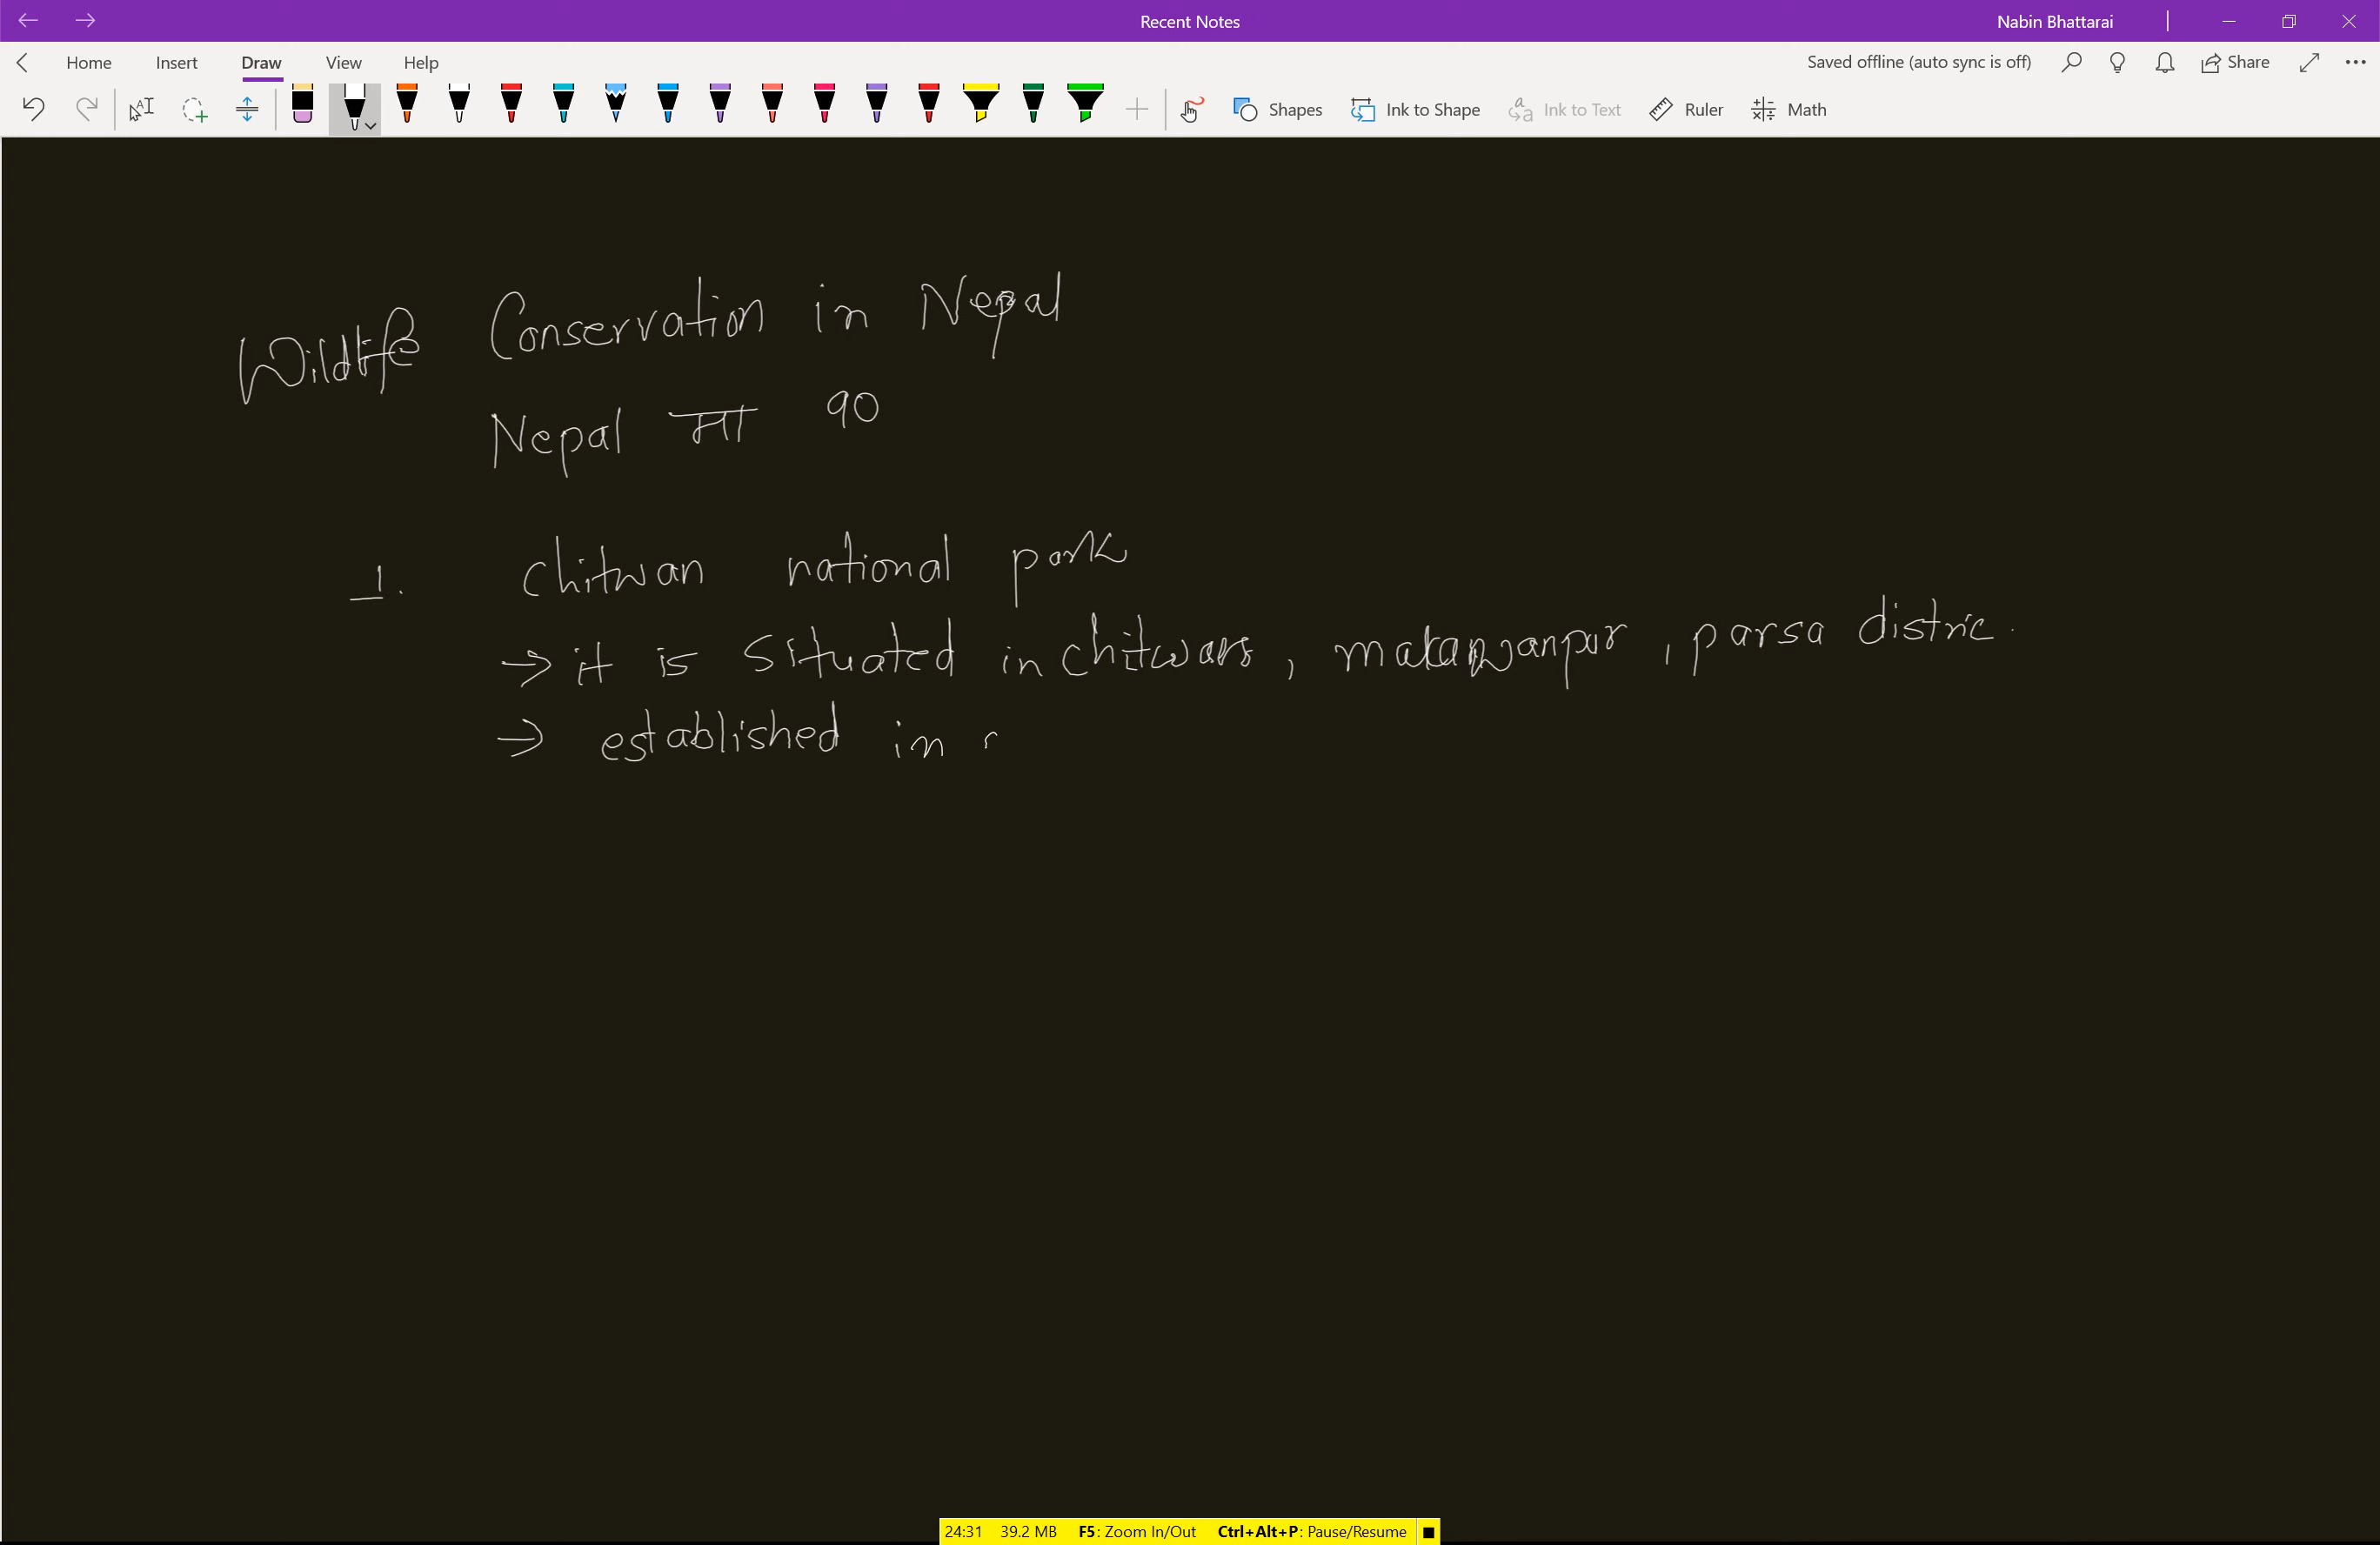 Recent Notes
Nabin Bhattarai
Home Insert Draw View Help
Saved offline (auto sync is off)
Share
Shapes Ink to Shape Ink to Text Ruler Math
Wildlife Conservation in Nepal
Nepal मा १०
1. chitwan national park
→ it is situated in chitwan, makawanpur, parsa distric.
→ established in
24:31 39.2 MB F5: Zoom In/Out Ctrl+Alt+P: Pause/Resume